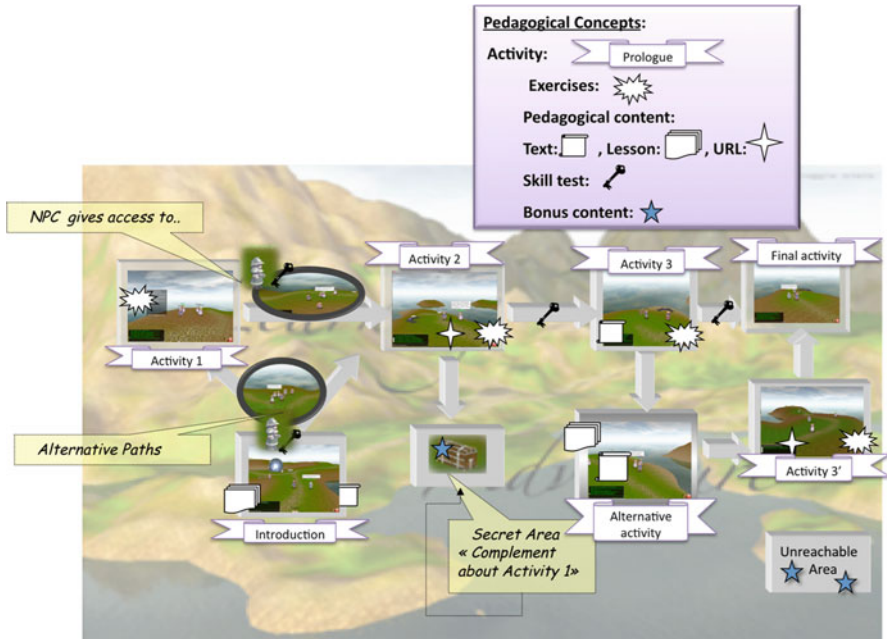 Pedagogical Concepts:
Activity:
Prologue
Exercises:
Pedagogical content:
Text: , Lesson: , URL:
Skill test:
Bonus content:
NPC gives access to..
Activity 2
Activity 3
Final activity
Activity 1
Alternative Paths
Activity 3'
Introduction
Secret Area
« Complement
about Activity 1»
Alternative
activity
Unreachable
Area